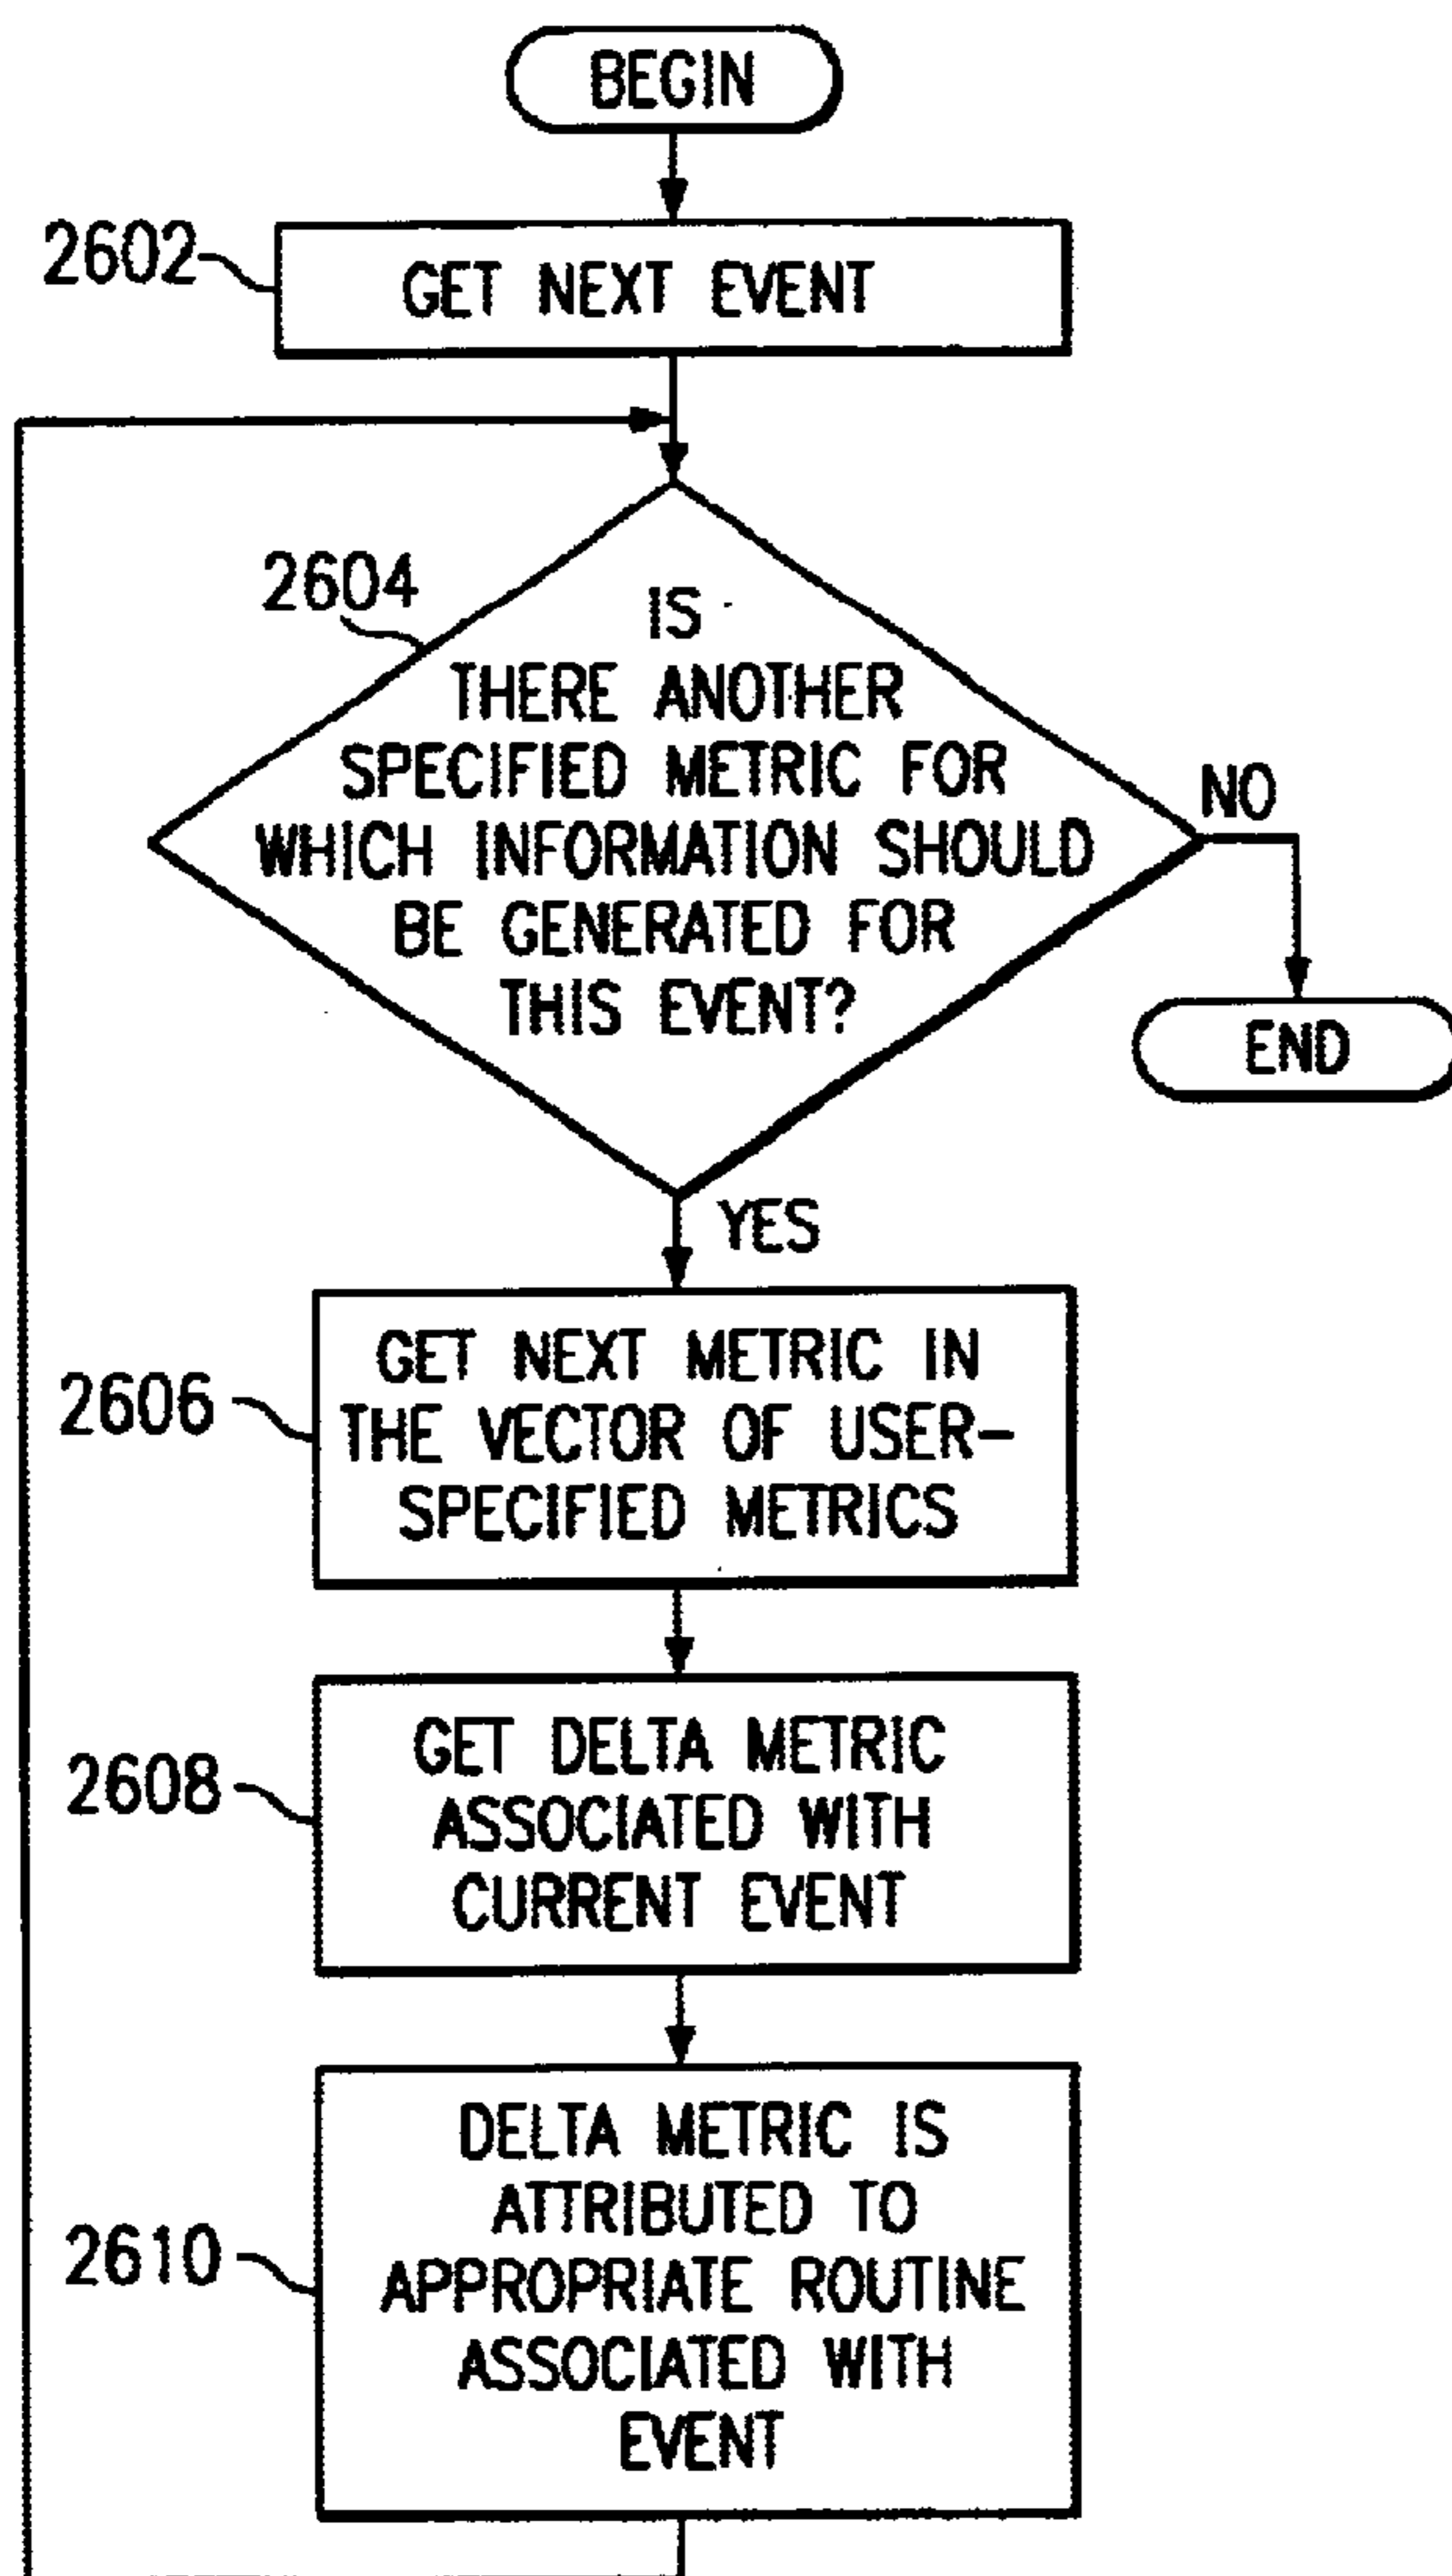 BEGIN
2602
GET NEXT EVENT
2604
IS
THERE ANOTHER
SPECIFIED METRIC FOR
WHICH INFORMATION SHOULD
BE GENERATED FOR
THIS EVENT?
NO
END
YES
2606
GET NEXT METRIC IN
THE VECTOR OF USER-
SPECIFIED METRICS
2608
GET DELTA METRIC
ASSOCIATED WITH
CURRENT EVENT
2610
DELTA METRIC IS
ATTRIBUTED TO
APPROPRIATE ROUTINE
ASSOCIATED WITH
EVENT